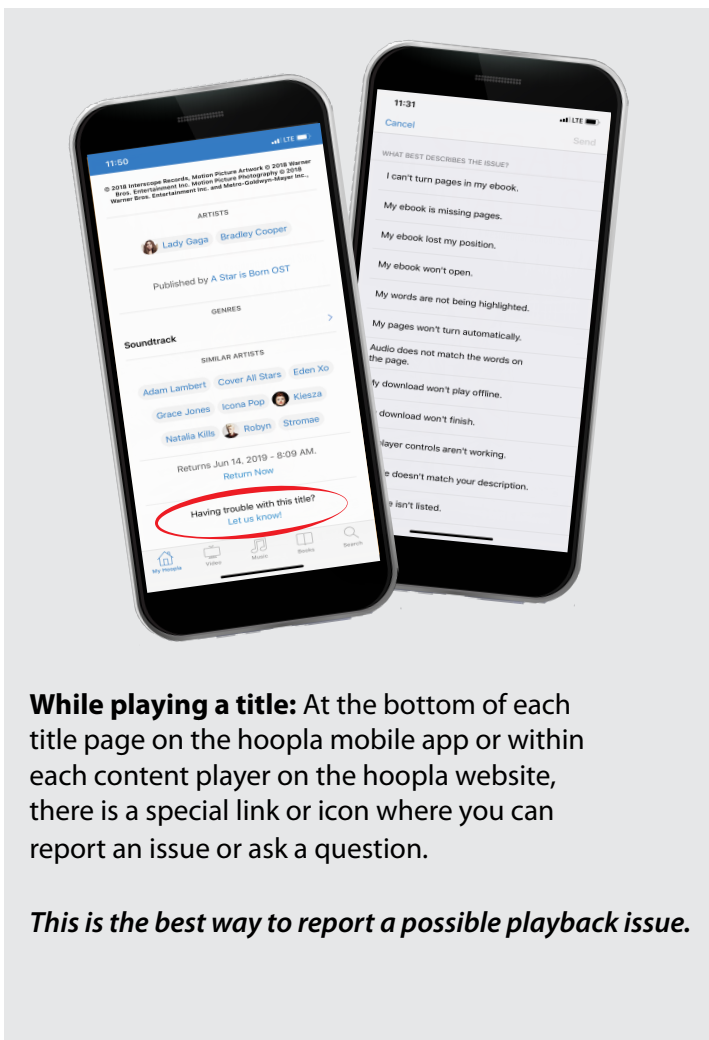 11:50
LTE
© 2018 Interscope Records, Motion Picture Artwork © 2018 Warner
Bros. Entertainment Inc. Motion Picture Photography © 2018
Warner Bros. Entertainment Inc. and Metro-Goldwyn-Mayer Inc.,
ARTISTS
Lady Gaga Bradley Cooper
Published by A Star is Born OST
GENRES
Soundtrack
SIMILAR ARTISTS
Adam Lambert Cover All Stars Eden Xo
Grace Jones Icona Pop Kiesza
Natalia Kills Robyn Stromae
Returns Jun 14, 2019 - 8:09 AM.
Return Now
Having trouble with this title?
Let us know!
My Hoopla Video Music Books Search
11:31
LTE
Cancel Send
WHAT BEST DESCRIBES THE ISSUE?
I can't turn pages in my ebook.
My ebook is missing pages.
My ebook lost my position.
My ebook won't open.
My words are not being highlighted.
My pages won't turn automatically.
Audio does not match the words on
the page.
y download won't play offline.
download won't finish.
layer controls aren't working.
e doesn't match your description.
e isn't listed.
While playing a title: At the bottom of each
title page on the hoopla mobile app or within
each content player on the hoopla website,
there is a special link or icon where you can
report an issue or ask a question.
This is the best way to report a possible playback issue.